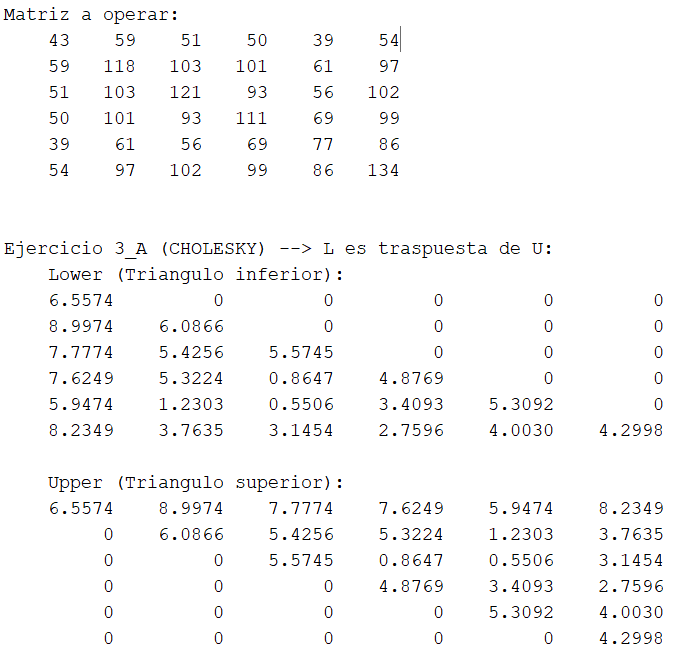 Matriz a operar:
43 59 51 50 39 54
59 118 103 101 61 97
51 103 121 93 56 102
50 101 93 111 69 99
39 61 56 69 77 86
54 97 102 99 86 134
Ejercicio 3_A (CHOLESKY) --> L es traspuesta de U:
Lower (Triangulo inferior):
6.5574 0 0 0 0 0
8.9974 6.0866 0 0 0 0
7.7774 5.4256 5.5745 0 0 0
7.6249 5.3224 0.8647 4.8769 0 0
5.9474 1.2303 0.5506 3.4093 5.3092 0
8.2349 3.7635 3.1454 2.7596 4.0030 4.2998
Upper (Triangulo superior):
6.5574 8.9974 7.7774 7.6249 5.9474 8.2349
0 6.0866 5.4256 5.3224 1.2303 3.7635
0 0 5.5745 0.8647 0.5506 3.1454
0 0 0 4.8769 3.4093 2.7596
0 0 0 0 5.3092 4.0030
0 0 0 0 0 4.2998